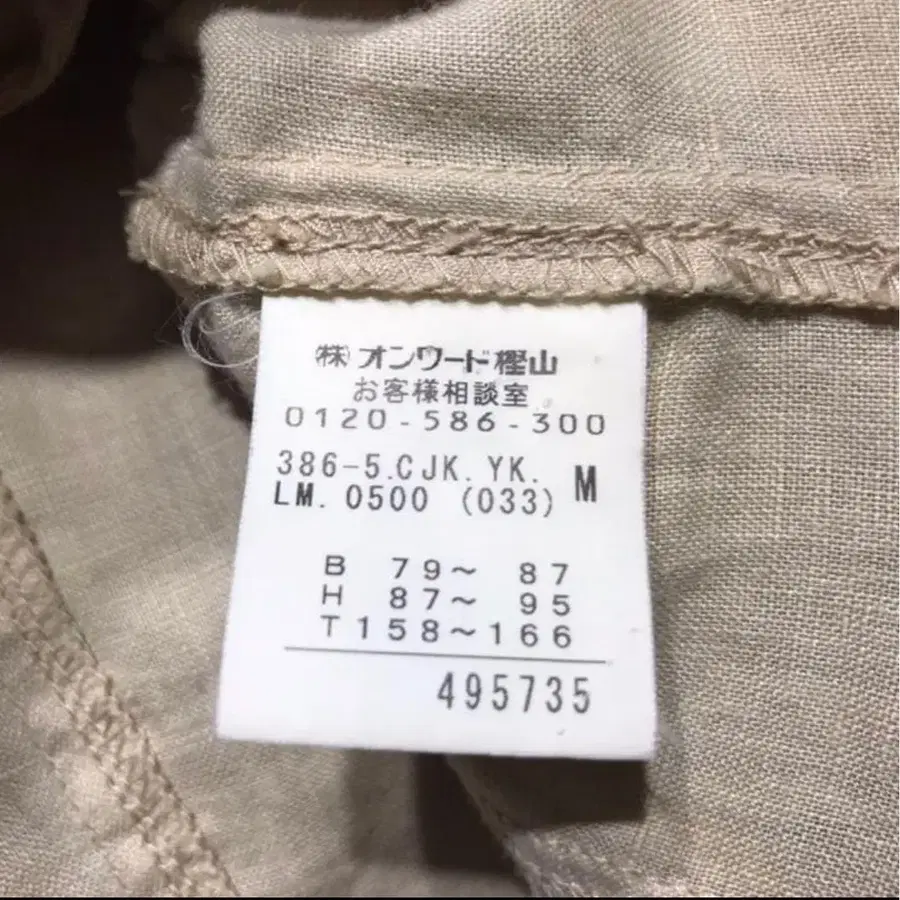 ㈱オンワード樫山
お客様相談室
0120-586-300
386-5.CJK.YK. M
LM. 0500 (033)
B 79〜 87
H 87〜 95
T 158〜166
495735